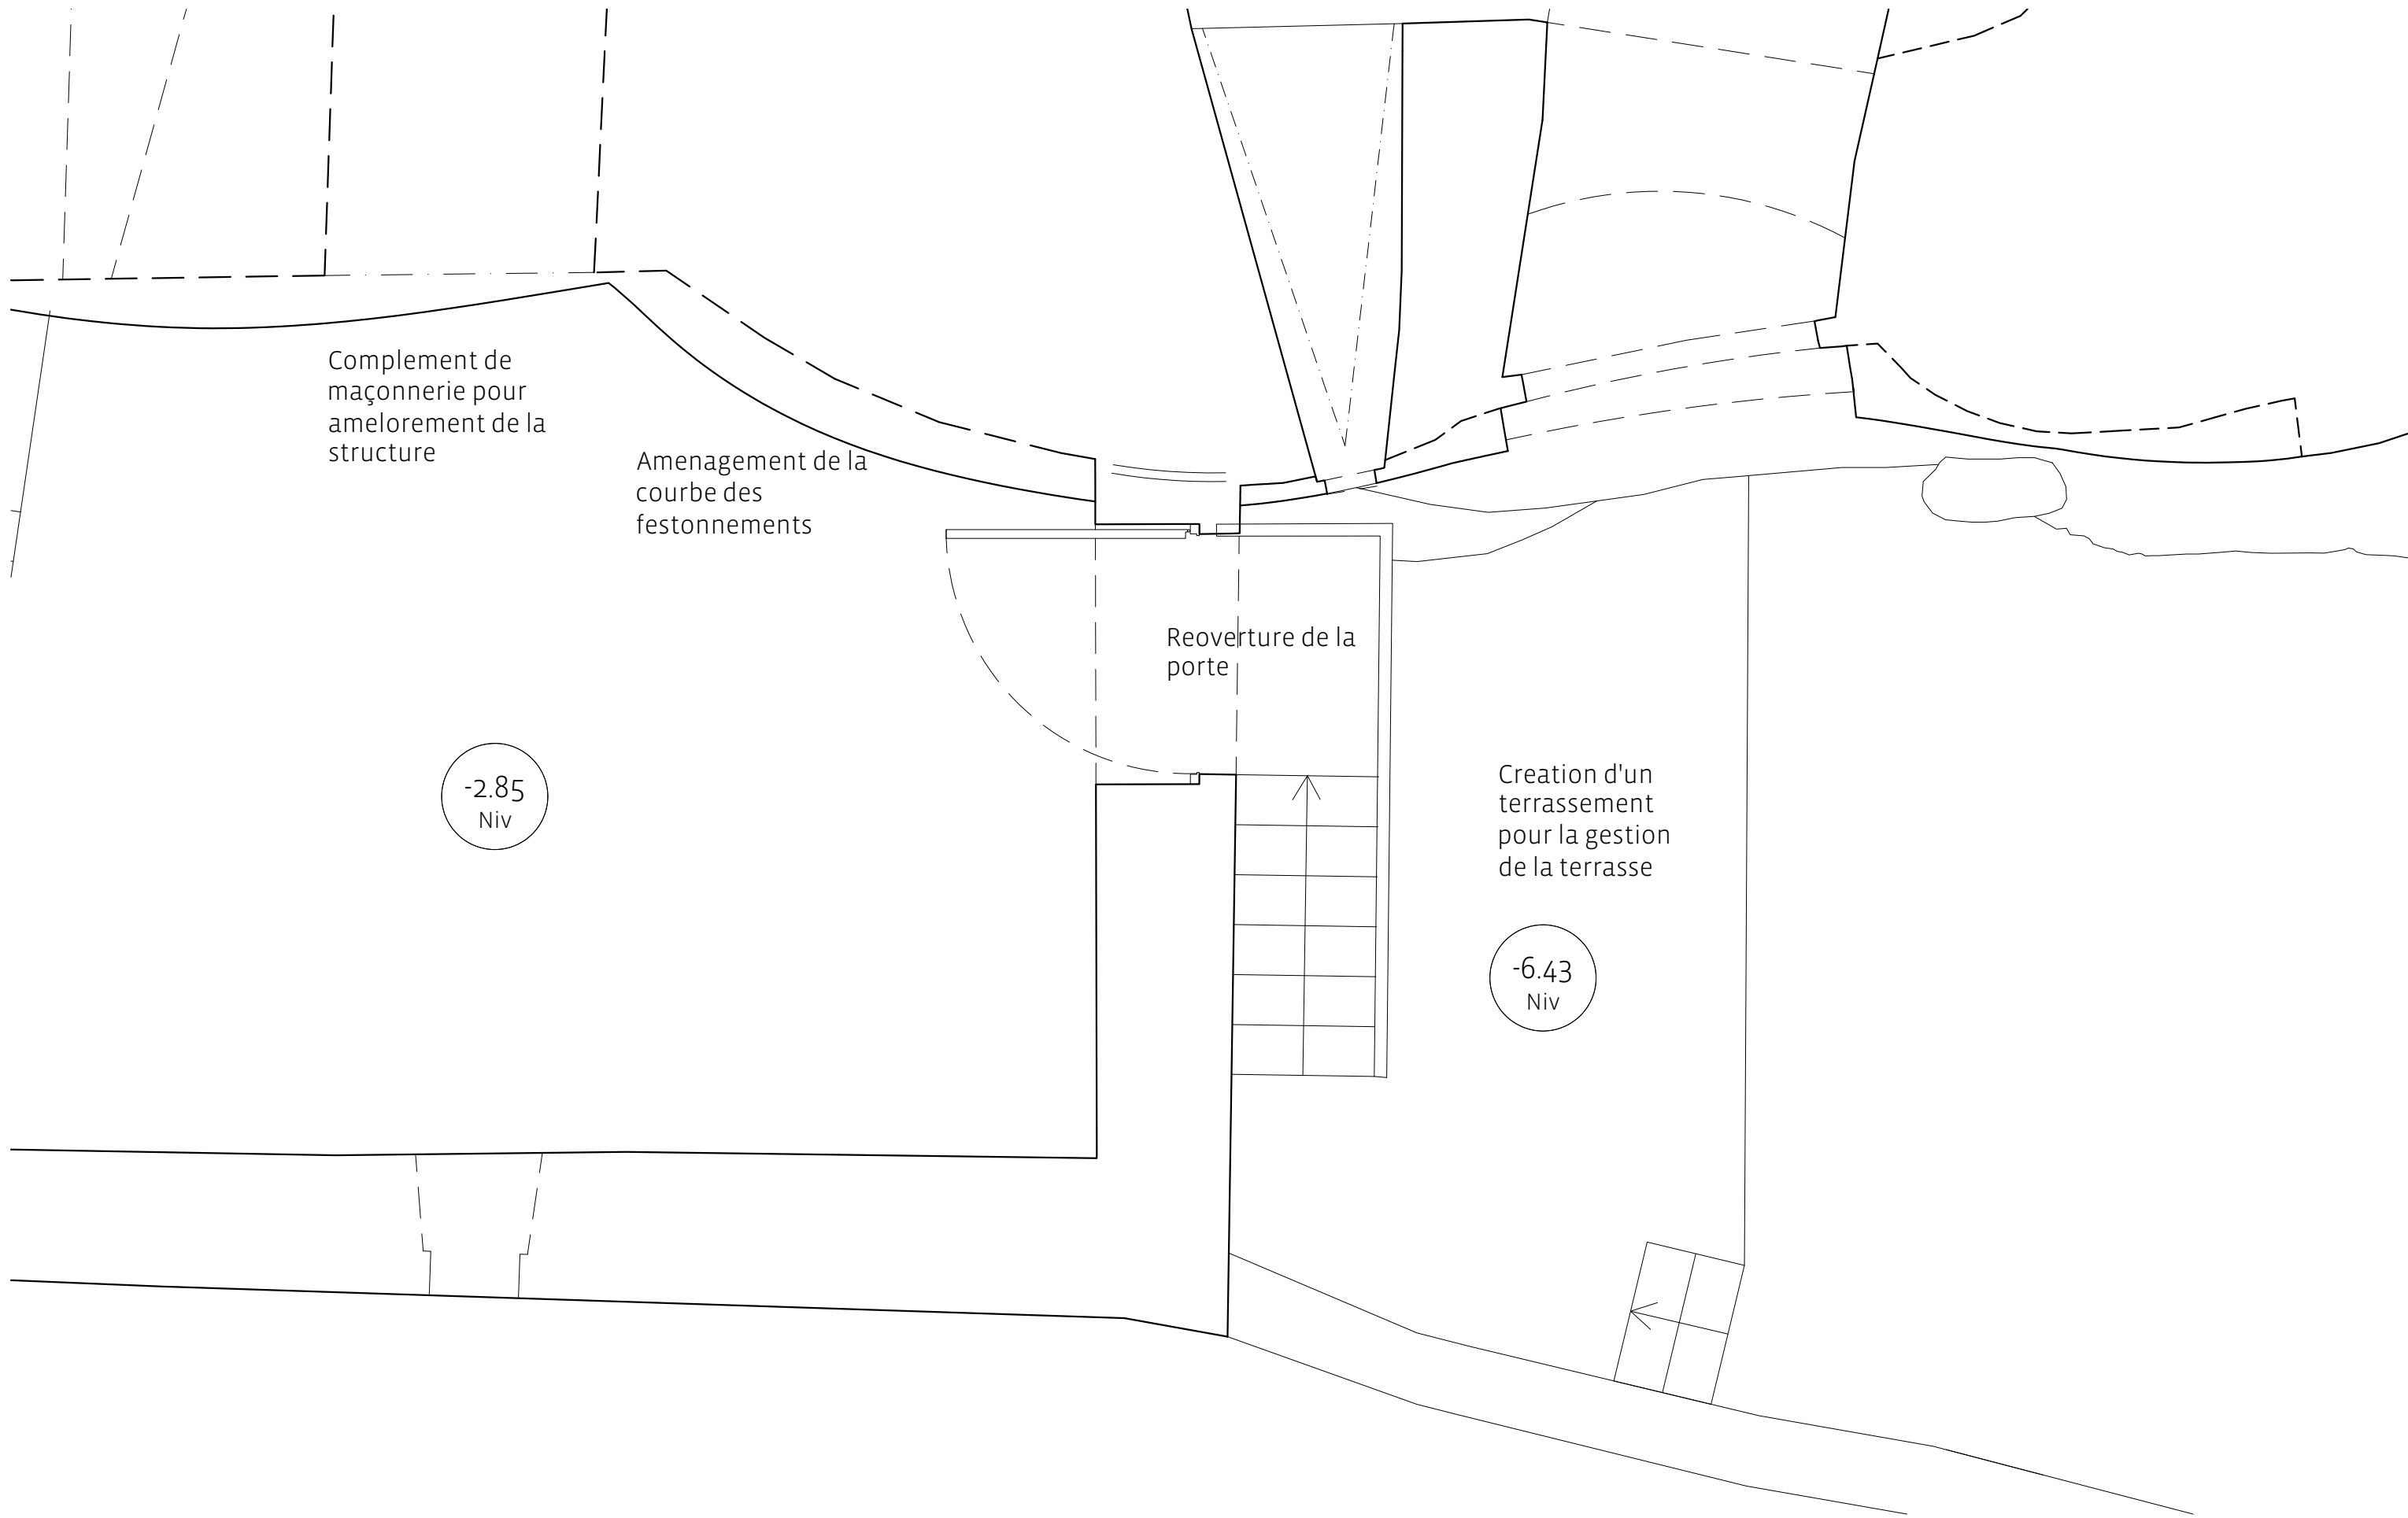 Complement de
maçonnerie pour
amelorement de la
structure
Amenagement de la
courbe des
festonnements
Reoverture de la
porte
-2.85
Niv
Creation d'un
terrassement
pour la gestion
de la terrasse
-6.43
Niv